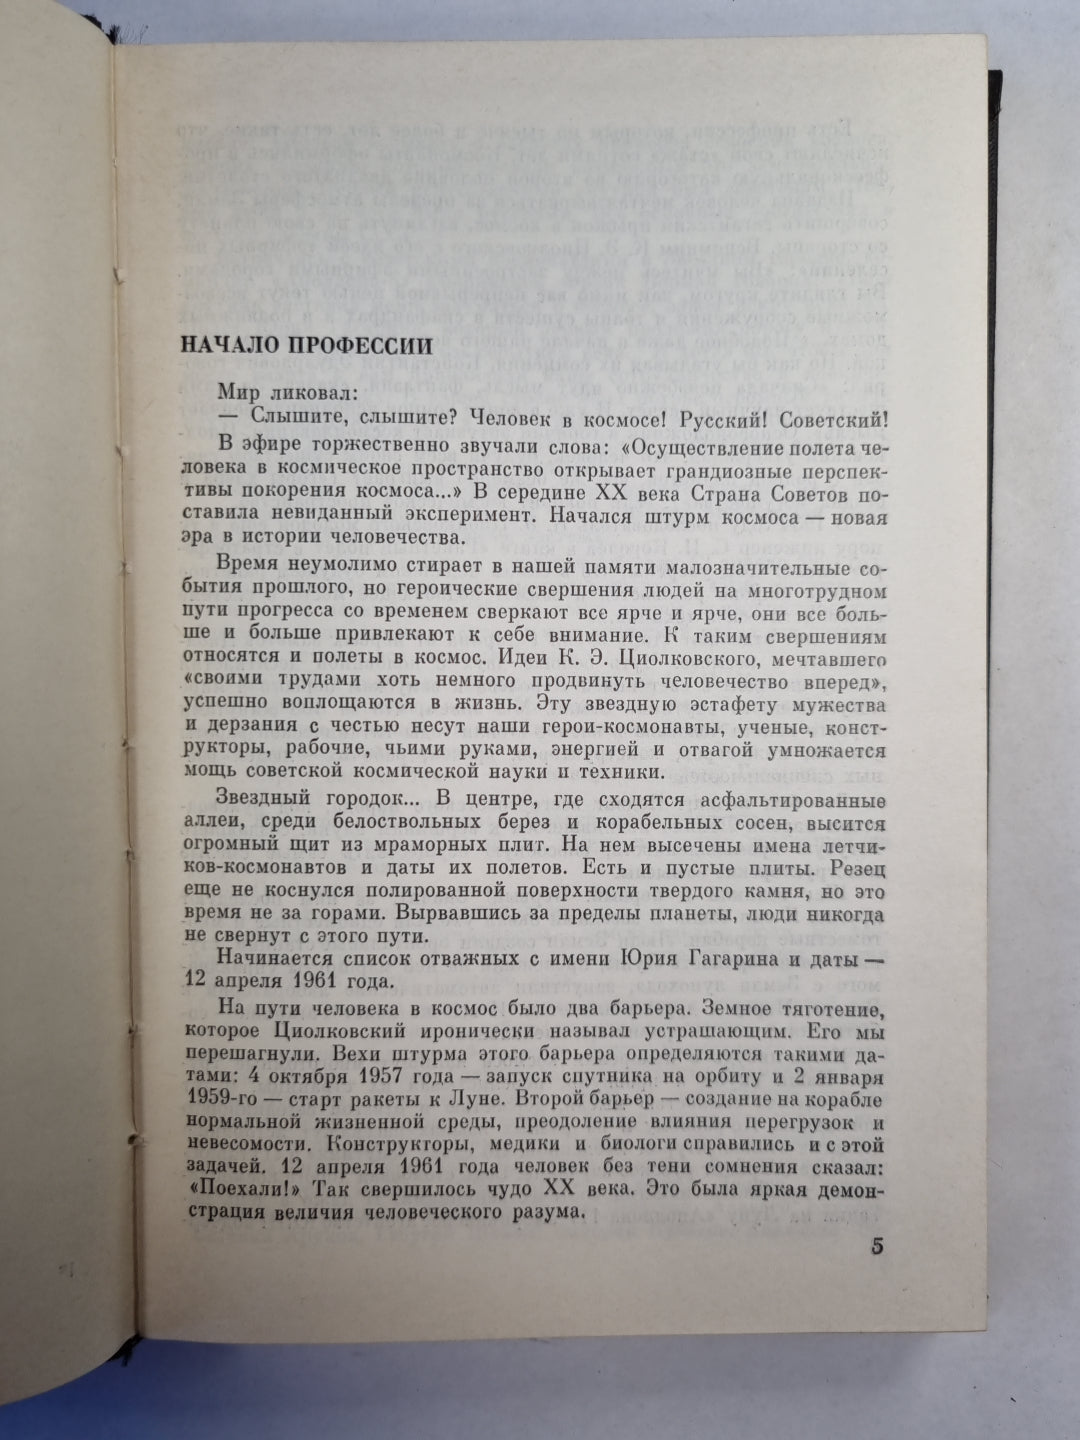 НАЧАЛО ПРОФЕССИИ
Мир ликовал:
— Слышите, слышите? Человек в космосе! Русский! Советский!
В эфире торжественно звучали слова: «Осуществление полета че-
ловека в космическое пространство открывает грандиозные перспек-
тивы покорения космоса...» В середине XX века Страна Советов по-
ставила невиданный эксперимент. Начался штурм космоса — новая
эра в истории человечества.
Время неумолимо стирает в нашей памяти малозначительные со-
бытия прошлого, но героические свершения людей на многотрудном
пути прогресса со временем сверкают все ярче и ярче, они все боль-
ше и больше привлекают к себе внимание. К таким свершениям
относятся и полеты в космос. Идеи К. Э. Циолковского, мечтавшего
«своими трудами хоть немного продвинуть человечество вперед»,
успешно воплощаются в жизнь. Эту звездную эстафету мужества
и дерзания с честью несут наши герои-космонавты, ученые, конст-
рукторы, рабочие, чьими руками, энергией и отвагой умножается
мощь советской космической науки и техники.
Звездный городок... В центре, где сходятся асфальтированные
аллеи, среди белоствольных берез и корабельных сосен, высится
огромный щит из мраморных плит. На нем высечены имена летчи-
ков-космонавтов и даты их полетов. Есть и пустые плиты. Резец
еще не коснулся полированной поверхности твердого камня, но это
время не за горами. Вырвавшись за пределы планеты, люди никогда
не свернут с этого пути.
Начинается список отважных с имени Юрия Гагарина и даты —
12 апреля 1961 года.
На пути человека в космос было два барьера. Земное тяготение,
которое Циолковский иронически называл устрашающим. Его мы
перешагнули. Вехи штурма этого барьера определяются такими да-
тами: 4 октября 1957 года — запуск спутника на орбиту и 2 января
1959-го — старт ракеты к Луне. Второй барьер — создание на корабле
нормальной жизненной среды, преодоление влияния перегрузок и
невесомости. Конструкторы, медики и биологи справились и с этой
задачей. 12 апреля 1961 года человек без тени сомнения сказал:
«Поехали!» Так свершилось чудо XX века. Это была яркая демон-
страция величия человеческого разума.
5